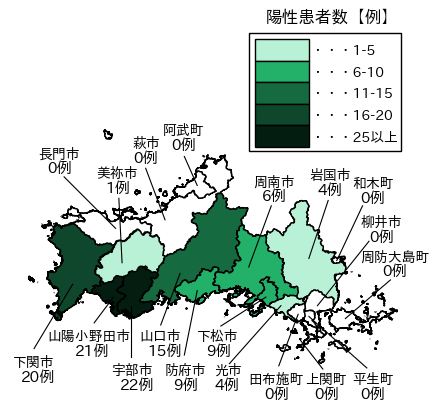 陽性患者数【例】
・・・1-5
・・・6-10
・・・11-15
・・・16-20
・・・25以上
阿武町
0例
萩市
0例
長門市
0例
美祢市
1例
周南市
6例
岩国市
4例
和木町
0例
柳井市
0例
周防大島町
0例
山陽小野田市
21例
山口市
15例
下松市
9例
下関市
20例
宇部市
22例
防府市
9例
光市
4例
田布施町
0例
上関町
0例
平生町
0例